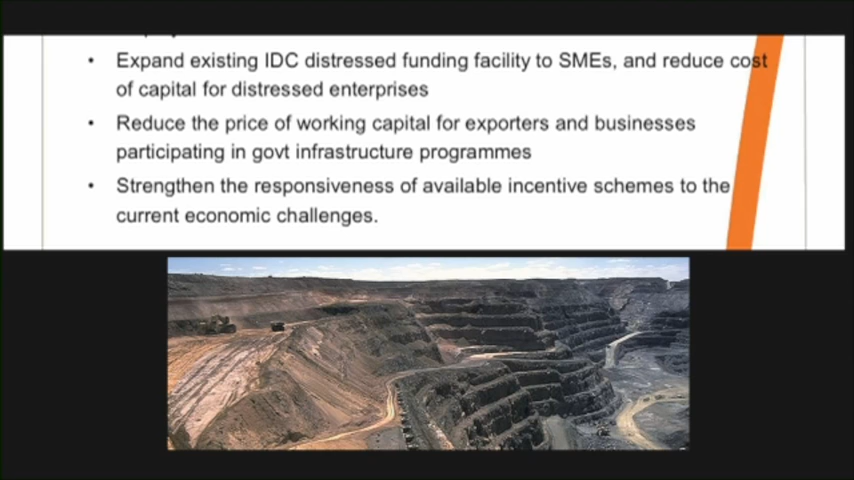 • Expand existing IDC distressed funding facility to SMEs, and reduce cost
of capital for distressed enterprises
• Reduce the price of working capital for exporters and businesses
participating in govt infrastructure programmes
• Strengthen the responsiveness of available incentive schemes to the
current economic challenges.